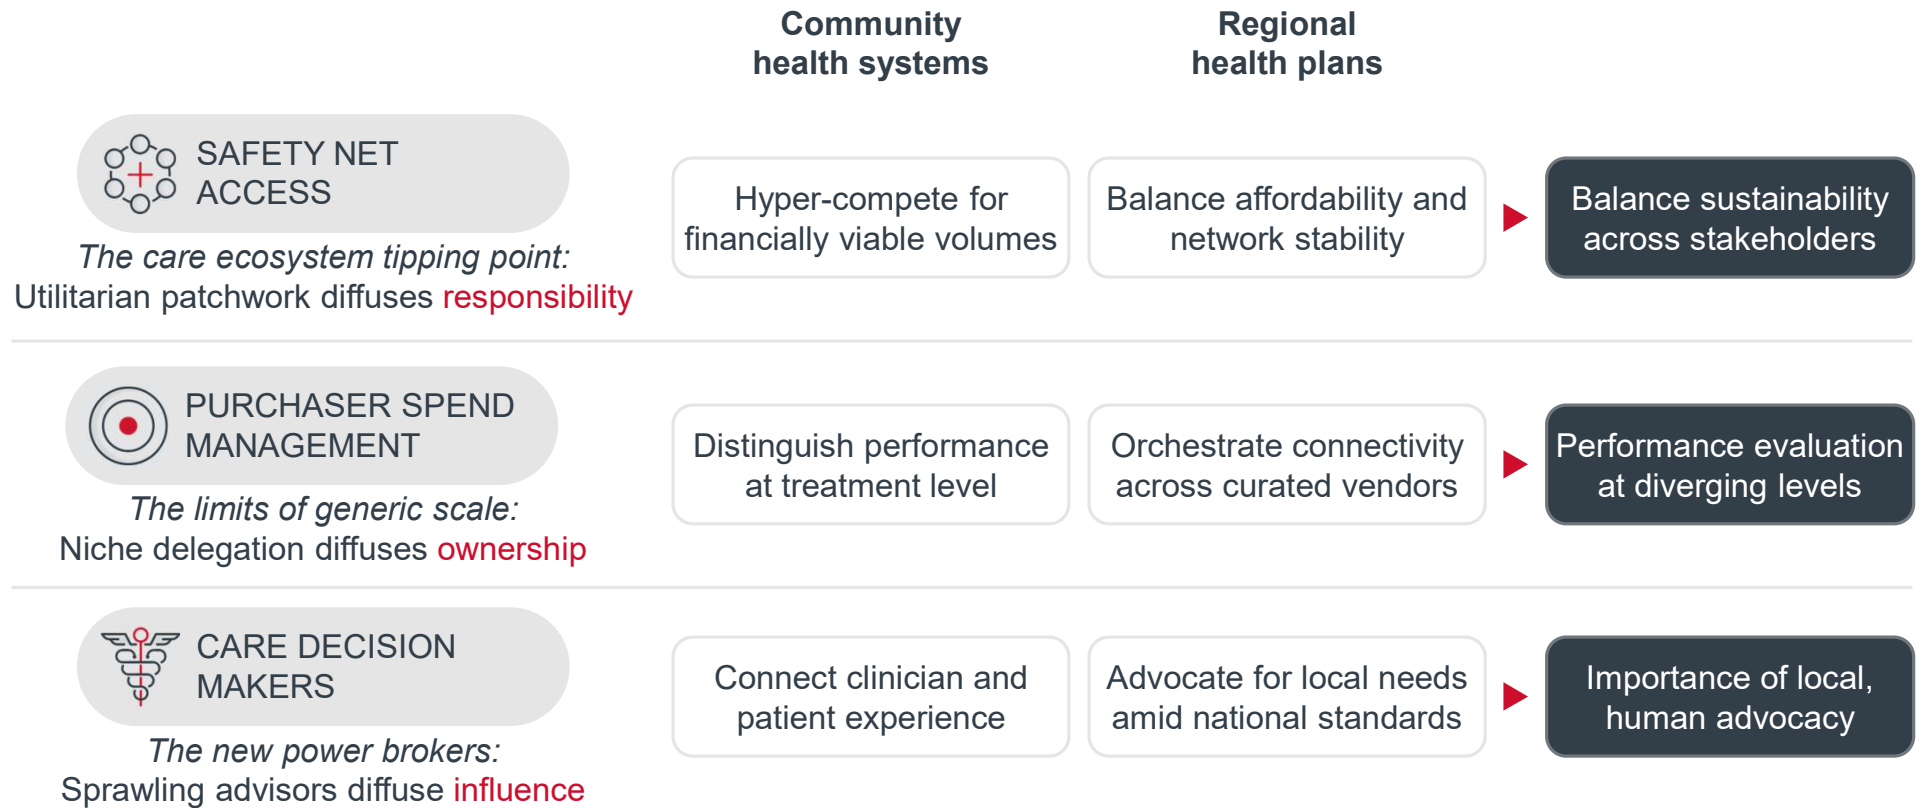 Community
health systems
Regional
health plans
SAFETY NET
ACCESS
The care ecosystem tipping point:
Utilitarian patchwork diffuses responsibility
Hyper-compete for
financially viable volumes
Balance affordability and
network stability
Balance sustainability
across stakeholders
PURCHASER SPEND
MANAGEMENT
The limits of generic scale:
Niche delegation diffuses ownership
Distinguish performance
at treatment level
Orchestrate connectivity
across curated vendors
Performance evaluation
at diverging levels
CARE DECISION
MAKERS
The new power brokers:
Sprawling advisors diffuse influence
Connect clinician and
patient experience
Advocate for local needs
amid national standards
Importance of local,
human advocacy